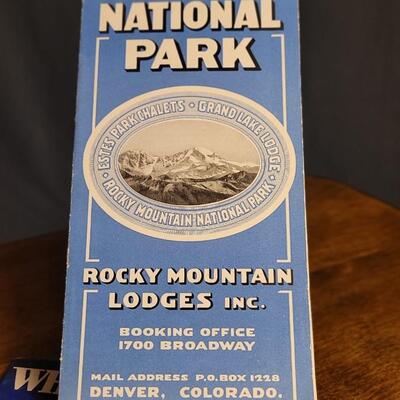 NATIONAL
PARK
ESTES PARK CHALETS • GRAND LAKE LODGE •
ROCKY MOUNTAIN NATIONAL PARK
ROCKY MOUNTAIN
LODGES INC.
BOOKING OFFICE
1700 BROADWAY
MAIL ADDRESS P.O. BOX 1228
DENVER, COLORADO.